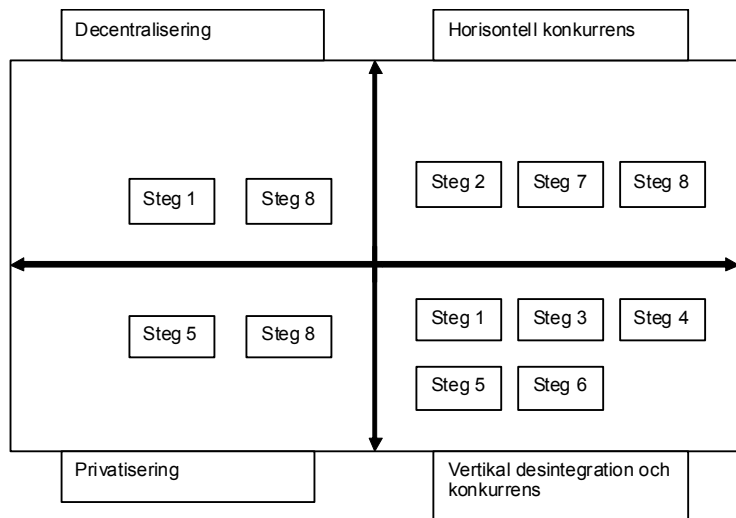 Decentralisering
Horisontell konkurrens
Steg 1
Steg 8
Steg 2
Steg 7
Steg 8
Steg 5
Steg 8
Steg 1
Steg 3
Steg 4
Steg 5
Steg 6
Privatisering
Vertikal desintegration och
konkurrens